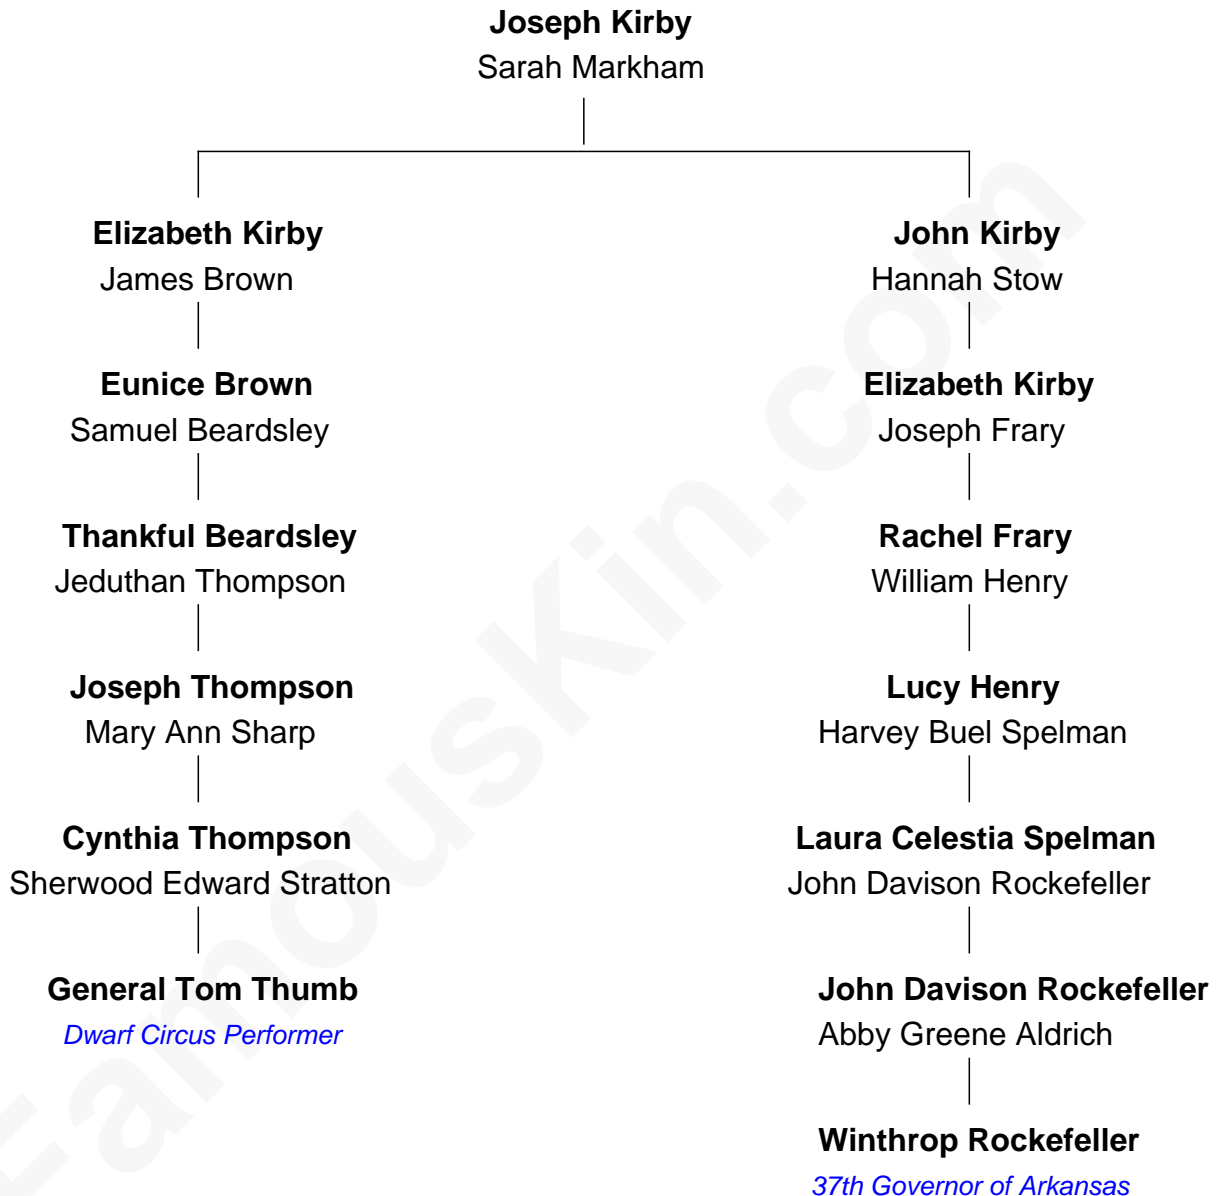 Joseph Kirby
Sarah Markham
Elizabeth Kirby
James Brown
John Kirby
Hannah Stow
Eunice Brown
Samuel Beardsley
Elizabeth Kirby
Joseph Frary
Thankful Beardsley
Jeduthan Thompson
Rachel Frary
William Henry
Joseph Thompson
Mary Ann Sharp
Lucy Henry
Harvey Buel Spelman
Cynthia Thompson
Sherwood Edward Stratton
Laura Celestia Spelman
John Davison Rockefeller
General Tom Thumb
Dwarf Circus Performer
John Davison Rockefeller
Abby Greene Aldrich
Winthrop Rockefeller
37th Governor of Arkansas
FamousKin.com